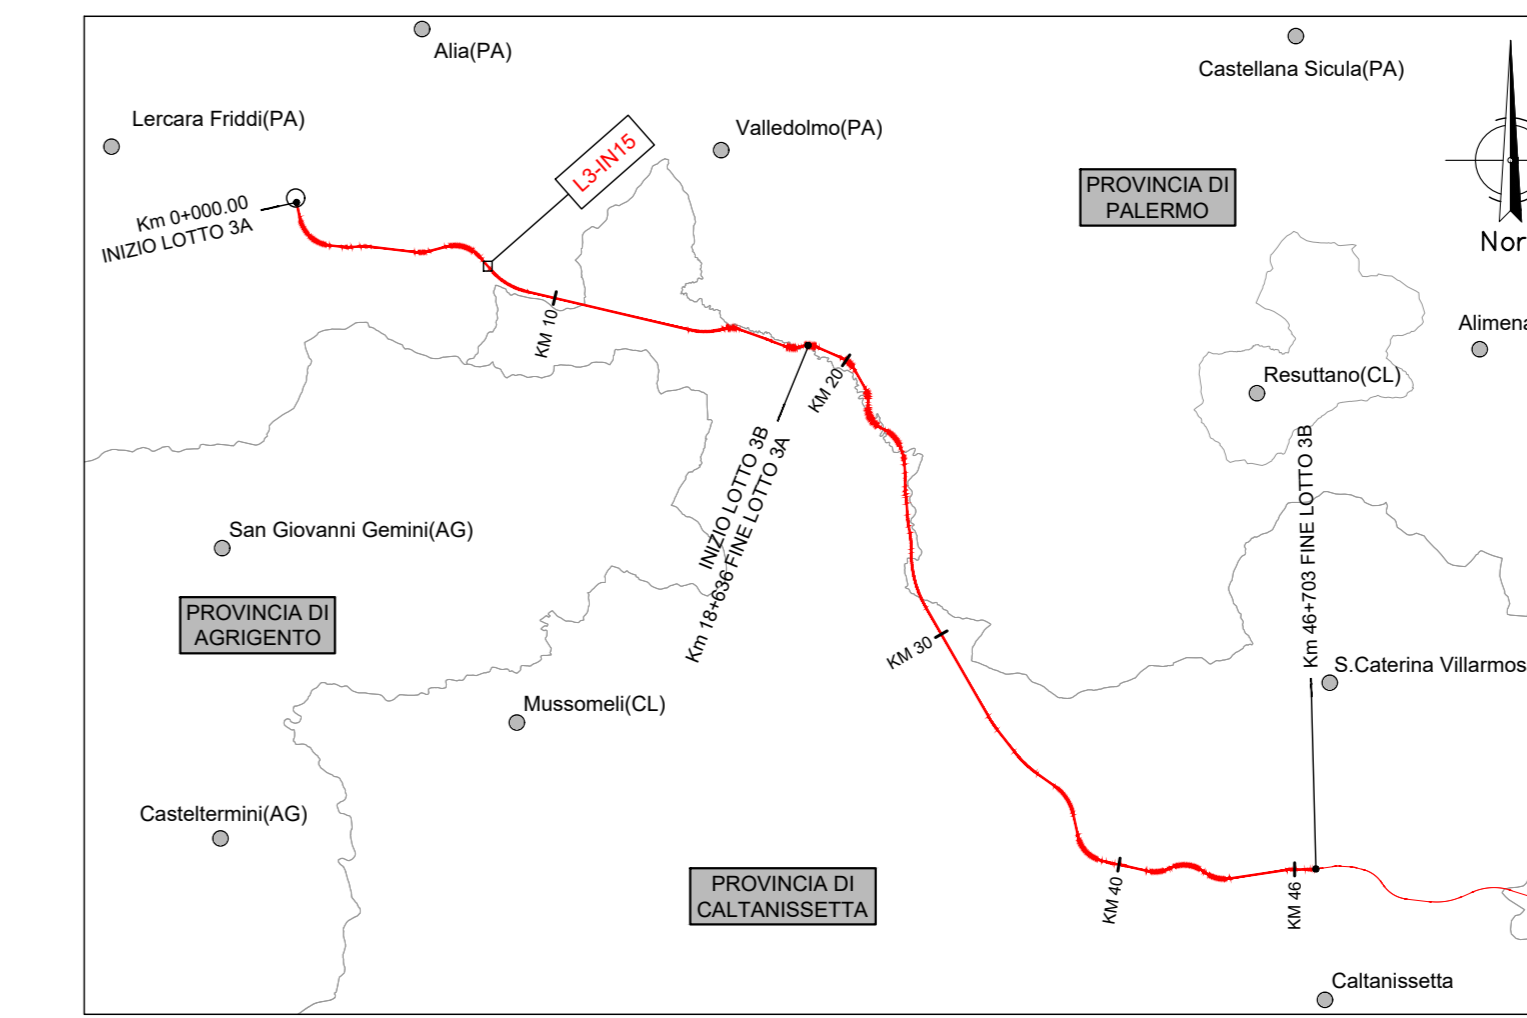 Alia(PA)
Castellana Sicula(PA)
Lercara Friddi(PA)
Valledolmo(PA)
L3-IN15
PROVINCIA DI
PALERMO
Km 0+000.00
INIZIO LOTTO 3A
Nor
KM 10
Alimena
KM 20
Resuttano(CL)
INIZIO LOTTO 3B
Km 18+636 FINE LOTTO 3A
Km 46+703 FINE LOTTO 3B
San Giovanni Gemini(AG)
PROVINCIA DI
AGRIGENTO
KM 30
S.Caterina Villarmos
Mussomeli(CL)
Casteltermini(AG)
PROVINCIA DI
CALTANISSETTA
KM 40
KM 46
Caltanissetta